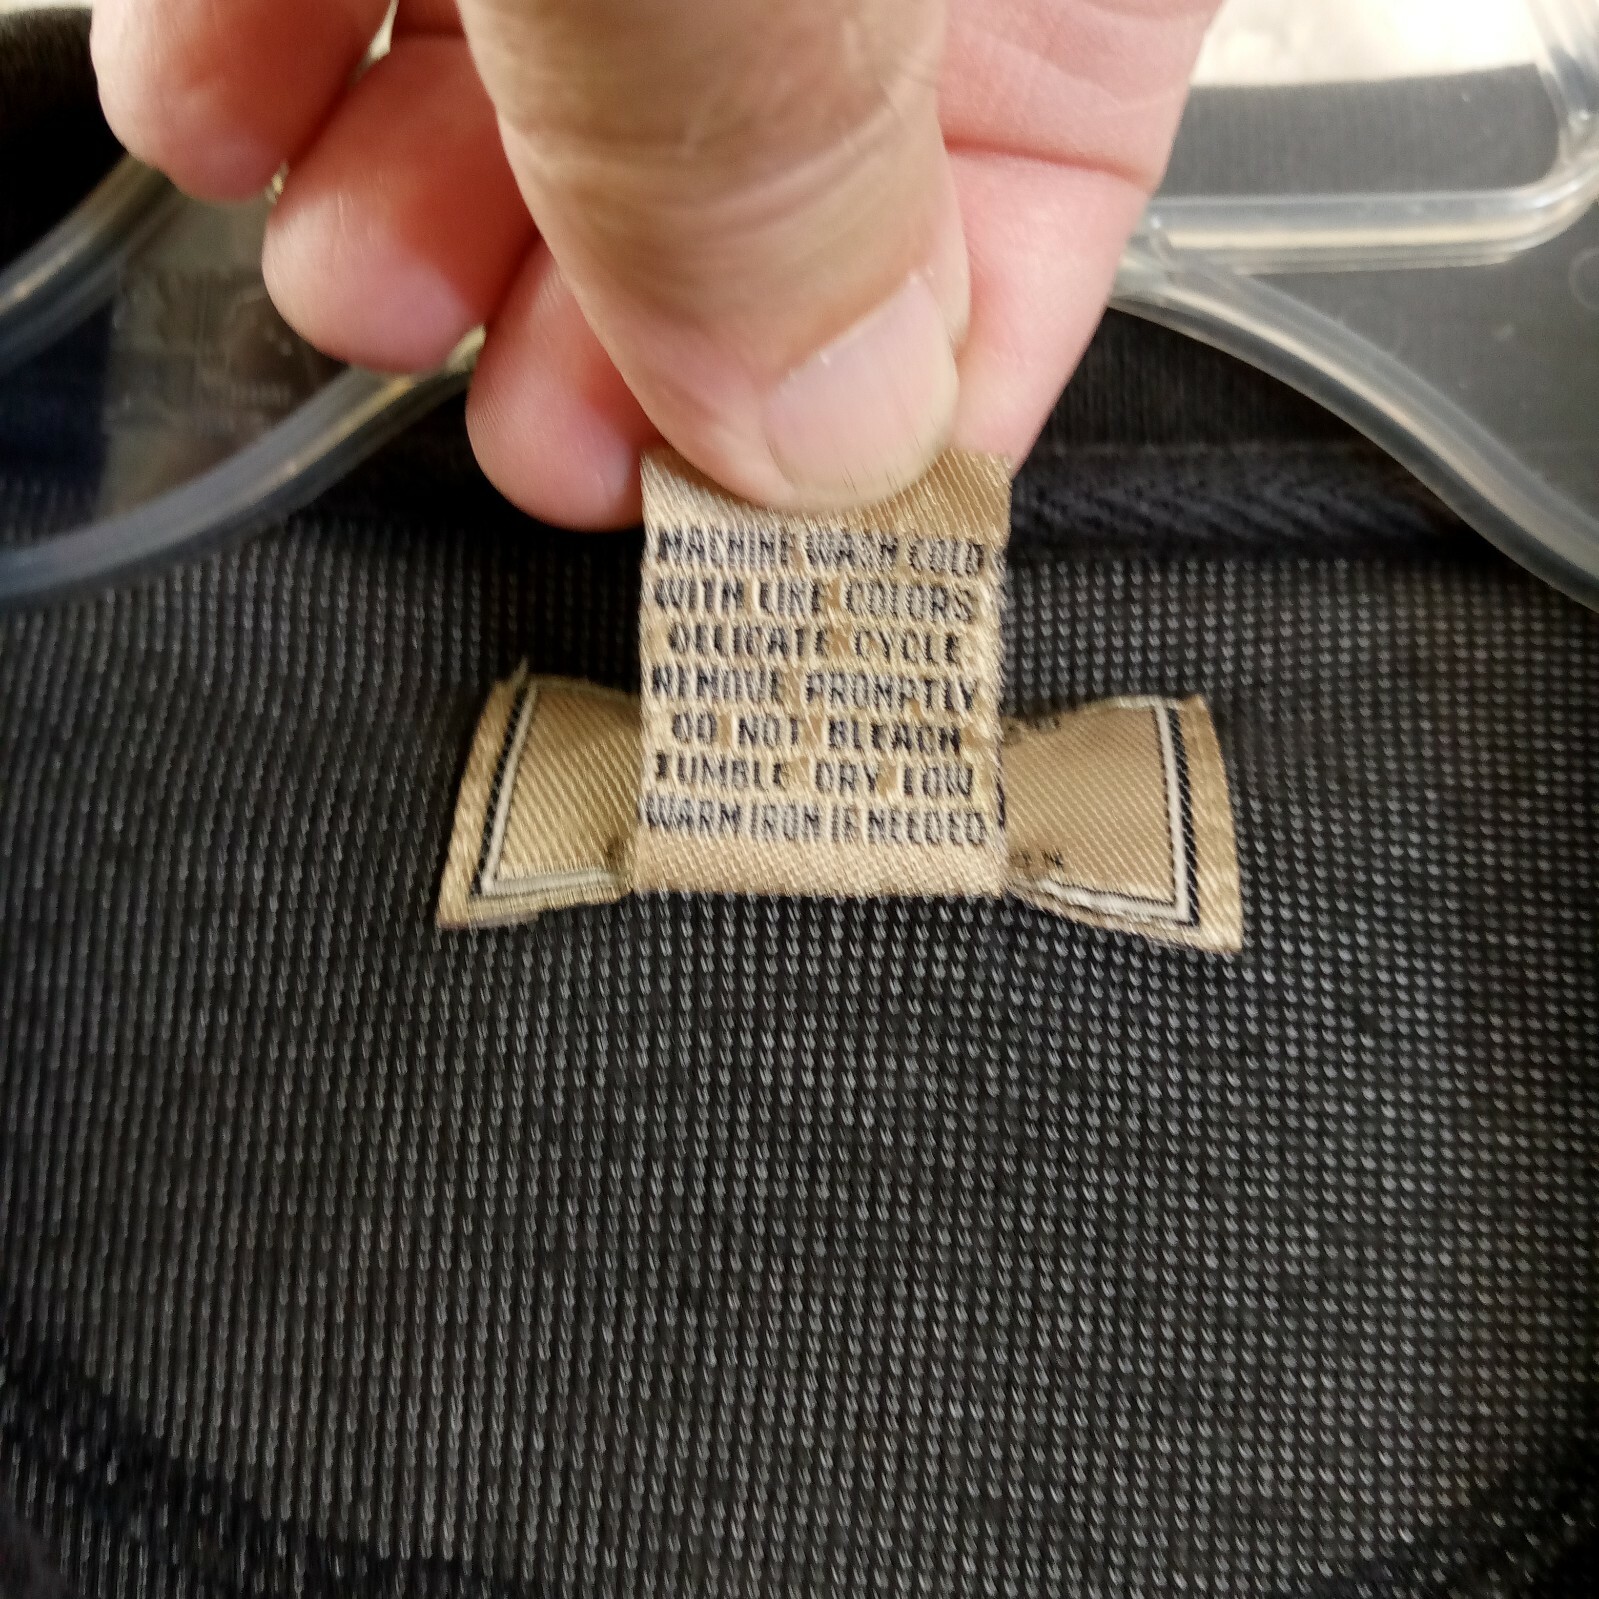 MACHINE WASH COLD
WITH LIKE COLORS
DELICATE CYCLE
REMOVE PROMPTLY
DO NOT BLEACH
TUMBLE DRY LOW
WARM IRON IF NEEDED